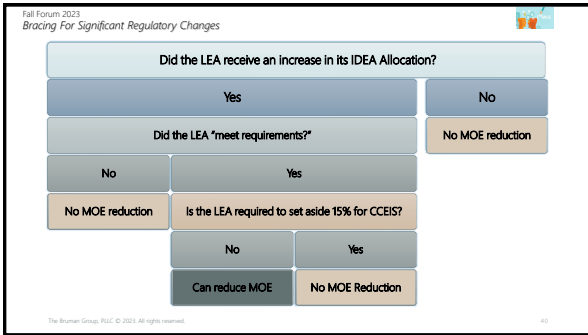 Fall Forum 2023
Bracing For Significant Regulatory Changes
Did the LEA receive an increase in its IDEA Allocation?
Yes
No
Did the LEA "meet requirements?"
No MOE reduction
No
Yes
No MOE reduction
Is the LEA required to set aside 15% for CCEIS?
No
Yes
Can reduce MOE
No MOE Reduction
The Bruman Group, PLLC © 2023. All rights reserved.
40